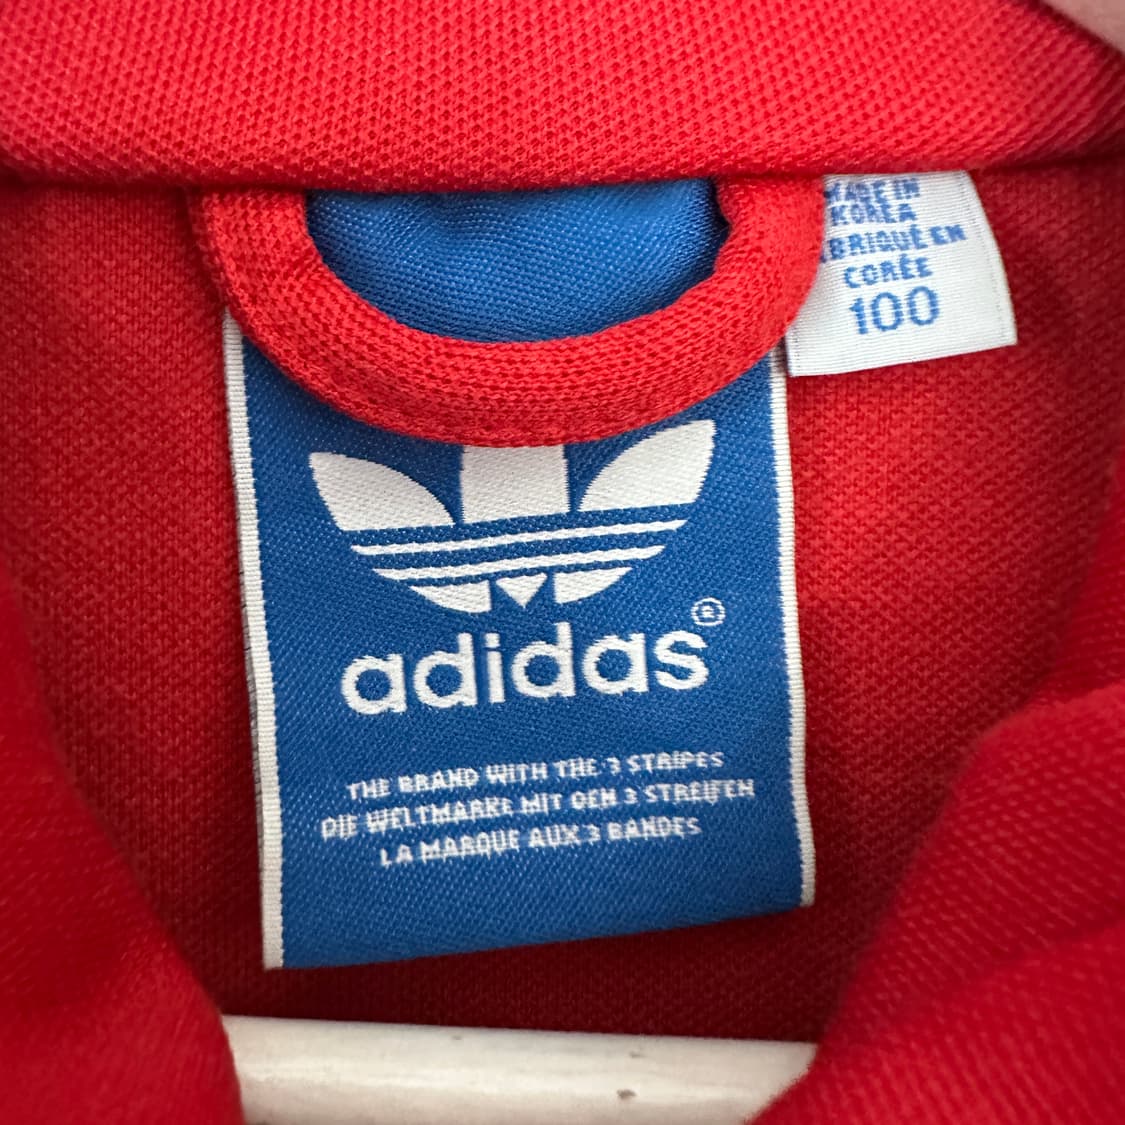 MADE IN
KOREA
BRIQUÉ EN
CORÉE
100
adidas®
THE BRAND WITH THE 3 STRIPES
DIE WELTMARKE MIT DEN 3 STREIFEN
LA MARQUE AUX 3 BANDES